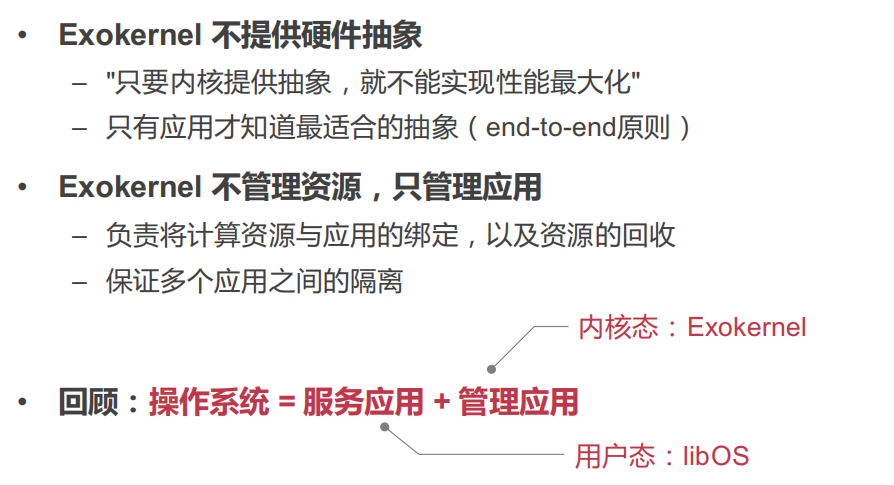 • Exokernel 不提供硬件抽象
– "只要内核提供抽象，就不能实现性能最大化"
– 只有应用才知道最适合的抽象（end-to-end原则）
• Exokernel 不管理资源，只管理应用
– 负责将计算资源与应用的绑定，以及资源的回收
– 保证多个应用之间的隔离
内核态：Exokernel
• 回顾：操作系统 = 服务应用 + 管理应用
用户态：libOS